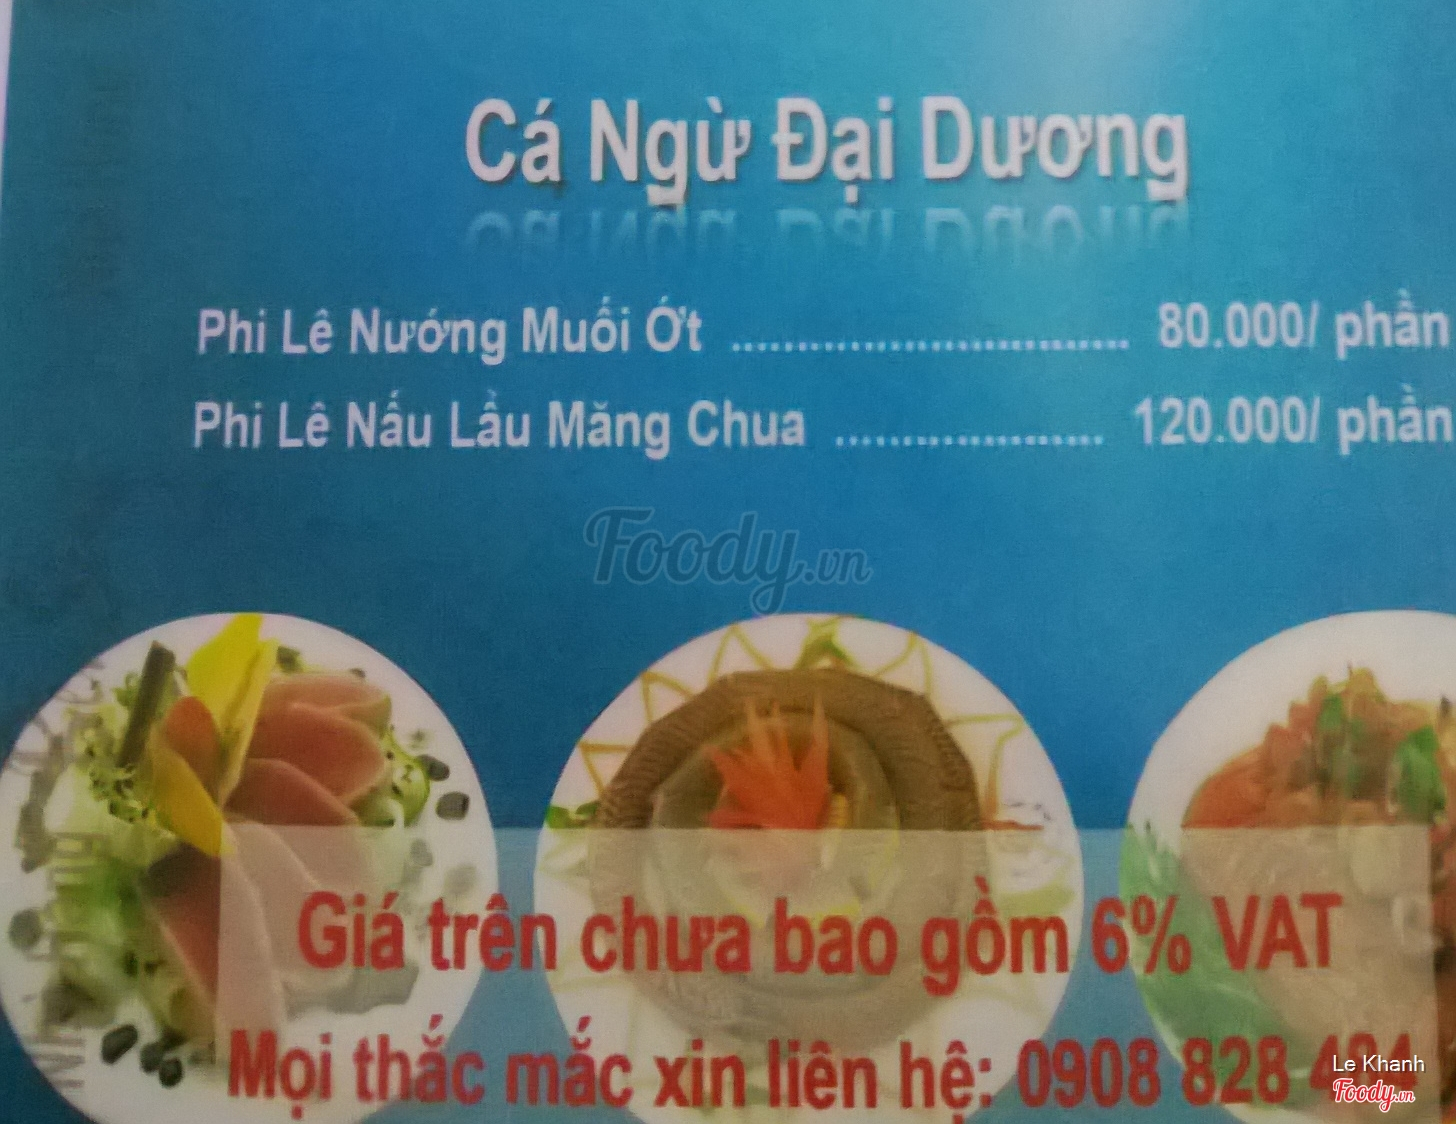 Cá Ngừ Đại Dương
Phi Lê Nướng Muối Ớt .............................. 80.000/ phần
Phi Lê Nấu Lẩu Măng Chua ..................... 120.000/ phần
Foody.vn
Giá trên chưa bao gồm 6% VAT
Mọi thắc mắc xin liên hệ: 0908 828
Le Khanh
Foody.vn